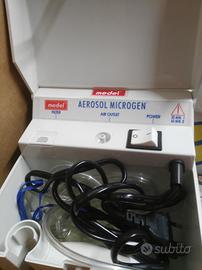 medel
medel
AEROSOL MICROGEN
FILTER
AIR OUTLET
POWER
subito